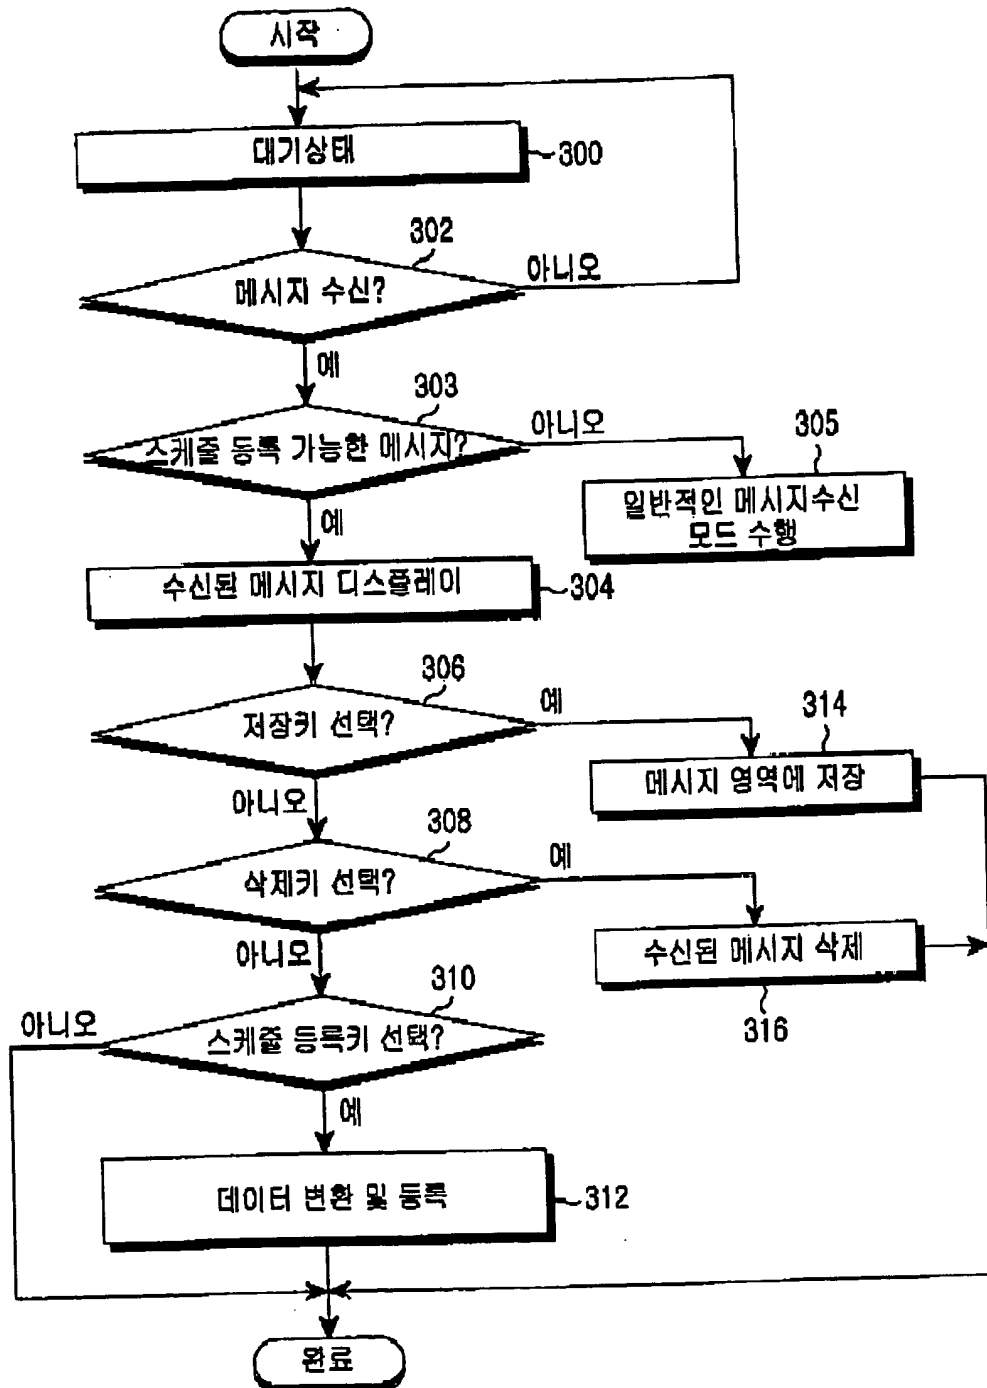 시작
대기상태
300
302
메시지 수신?
아니오
예
303
스케줄 등록 가능한 메시지?
아니오
305
일반적인 메시지수신
모드 수행
예
수신된 메시지 디스플레이
304
306
저장키 선택?
예
314
메시지 영역에 저장
아니오
308
삭제키 선택?
예
수신된 메시지 삭제
316
아니오
310
아니오
스케줄 등록키 선택?
예
데이터 변환 및 등록
312
완료